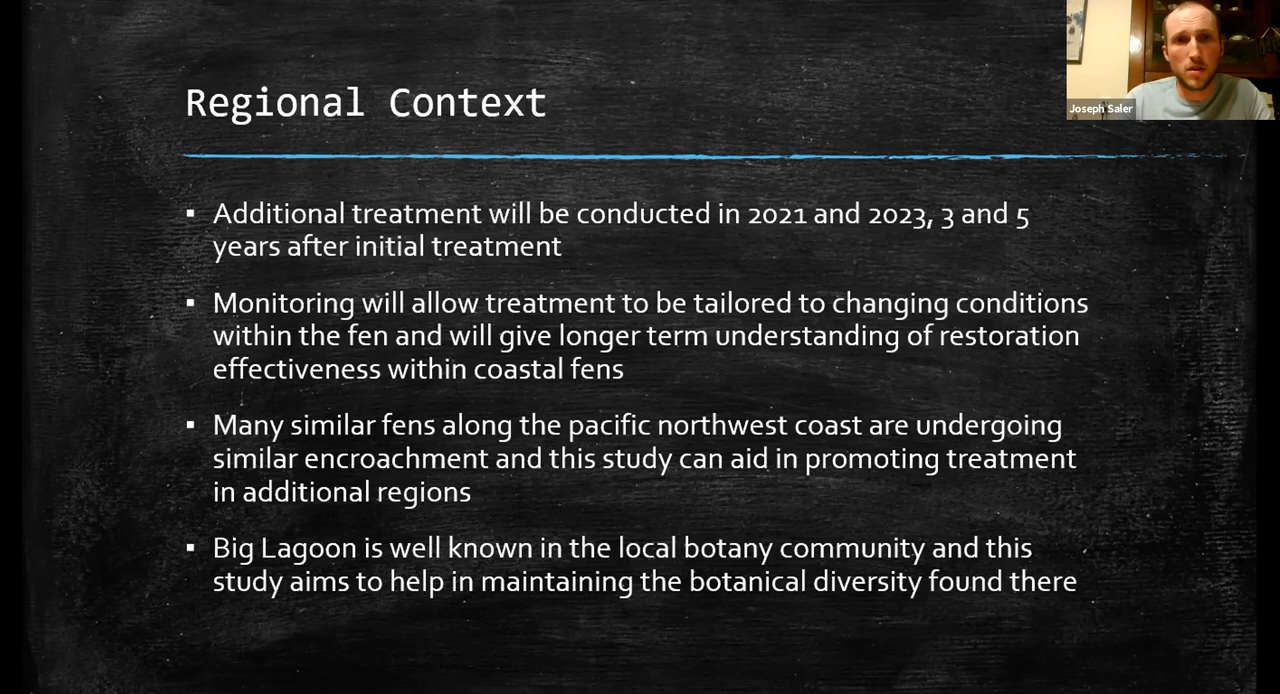 Joseph Saler
Regional Context
▪ Additional treatment will be conducted in 2021 and 2023, 3 and 5
years after initial treatment
▪ Monitoring will allow treatment to be tailored to changing conditions
within the fen and will give longer term understanding of restoration
effectiveness within coastal fens
▪ Many similar fens along the pacific northwest coast are undergoing
similar encroachment and this study can aid in promoting treatment
in additional regions
▪ Big Lagoon is well known in the local botany community and this
study aims to help in maintaining the botanical diversity found there